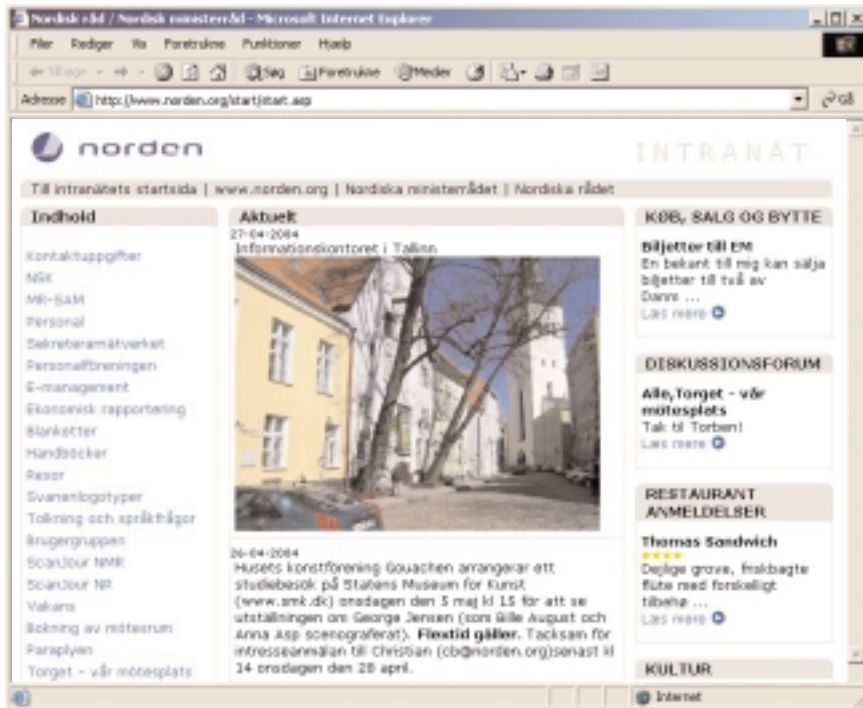 Nordisk råd / Nordisk ministerråd - Microsoft Internet Explorer
Filer Rediger Vis Foretrukne Funktioner Hjælp
Tilbage Søg Foretrukne Medier
Adresse http://www.norden.org/start/start.asp Gå
norden
INTRANÄT
Till intranätets startsida | www.norden.org | Nordiska ministerrådet | Nordiska rådet
Indhold
Kontaktuppgifter
NSK
MR-SAM
Personal
Sekreterarnätverket
Personalföreningen
E-management
Ekonomisk rapportering
Blanketter
Handböcker
Resor
Svanenlogotyper
Tolkning och språkfrågor
Brugergruppen
ScanJour NMR
ScanJour NR
Vakans
Bokning av mötesrum
Paraplyen
Torget - vår mötesplats
Aktuelt
27-04-2004
Informationskontoret i Tallinn
26-04-2004
Husets konstförening Gouachen arrangerar ett
studiebesök på Statens Museum for Kunst
(www.smk.dk) onsdagen den 5 maj kl 15 för att se
utställningen om George Jensen (som Bille August och
Anna Asp scenograferat). Flextid gäller. Tacksam för
intresseanmälan till Christian (cb@norden.org)senast kl
14 onsdagen den 28 april.
KØB, SALG OG BYTTE
Biljetter till EM
En bekant till mig kan sälja
biljetter till två av
Danm ...
Læs mere
DISKUSSIONSFORUM
Alle,Torget - vår
mötesplats
Tak til Torben!
Læs mere
RESTAURANT
ANMELDELSER
Thomas Sandwich
Dejlige grove, friskbagte
flüte med forskelligt
tilbehø ...
Læs mere
KULTUR
Internet